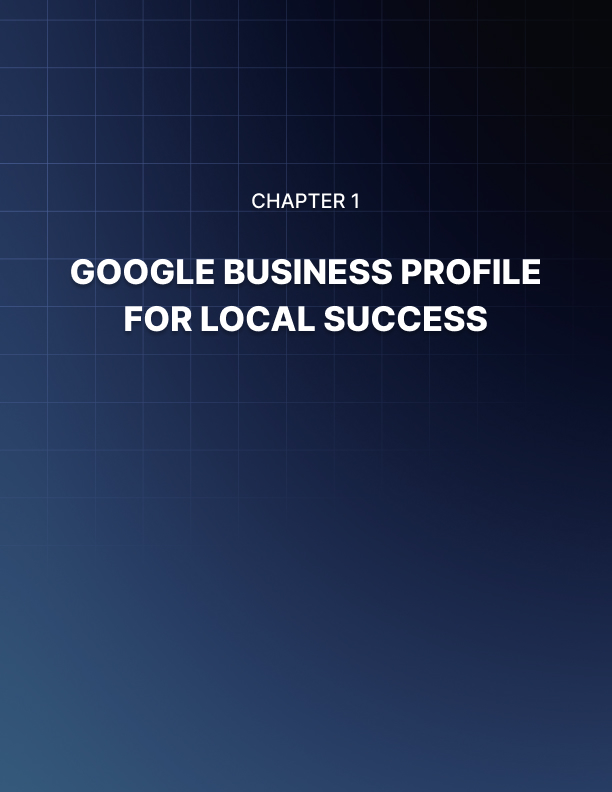 CHAPTER 1
GOOGLE BUSINESS PROFILE
FOR LOCAL SUCCESS